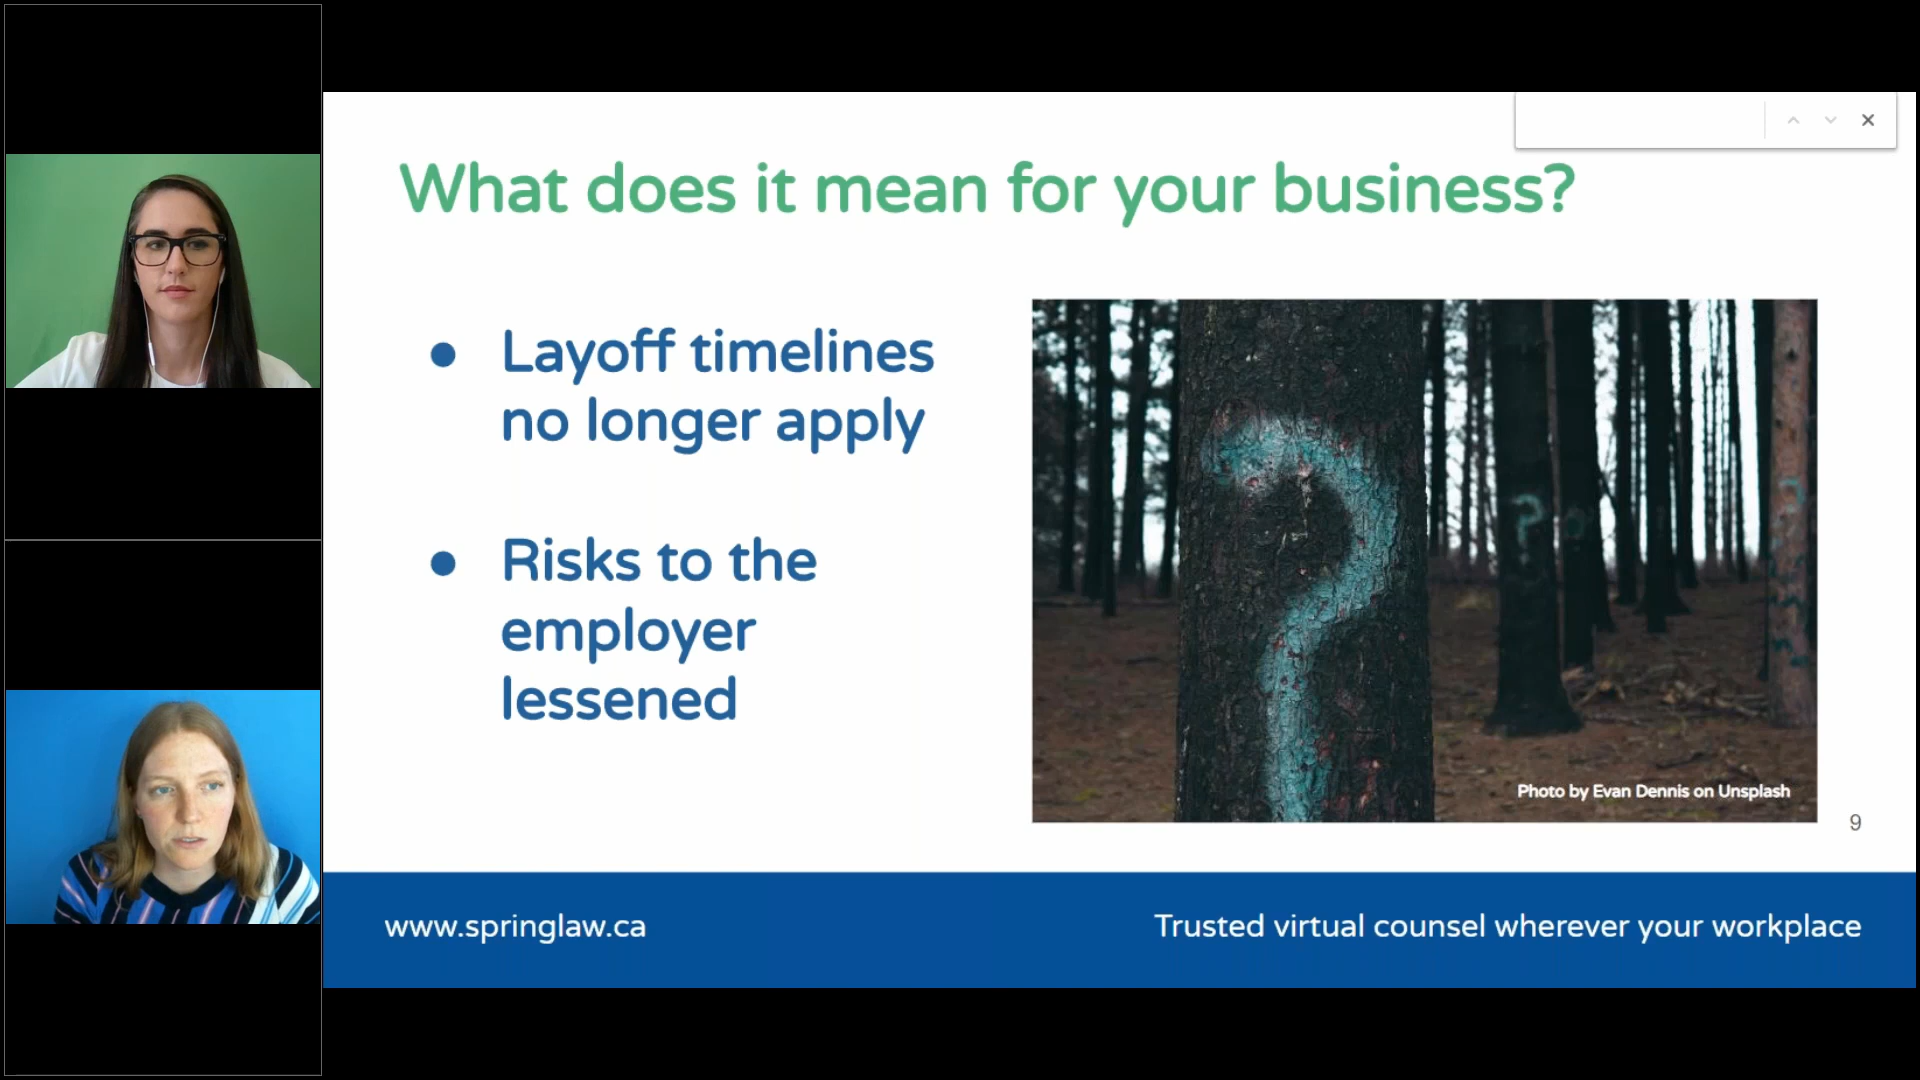 What does it mean for your business?
● Layoff timelines
no longer apply
● Risks to the
employer
lessened
Photo by Evan Dennis on Unsplash
9
www.springlaw.ca
Trusted virtual counsel wherever your workplace